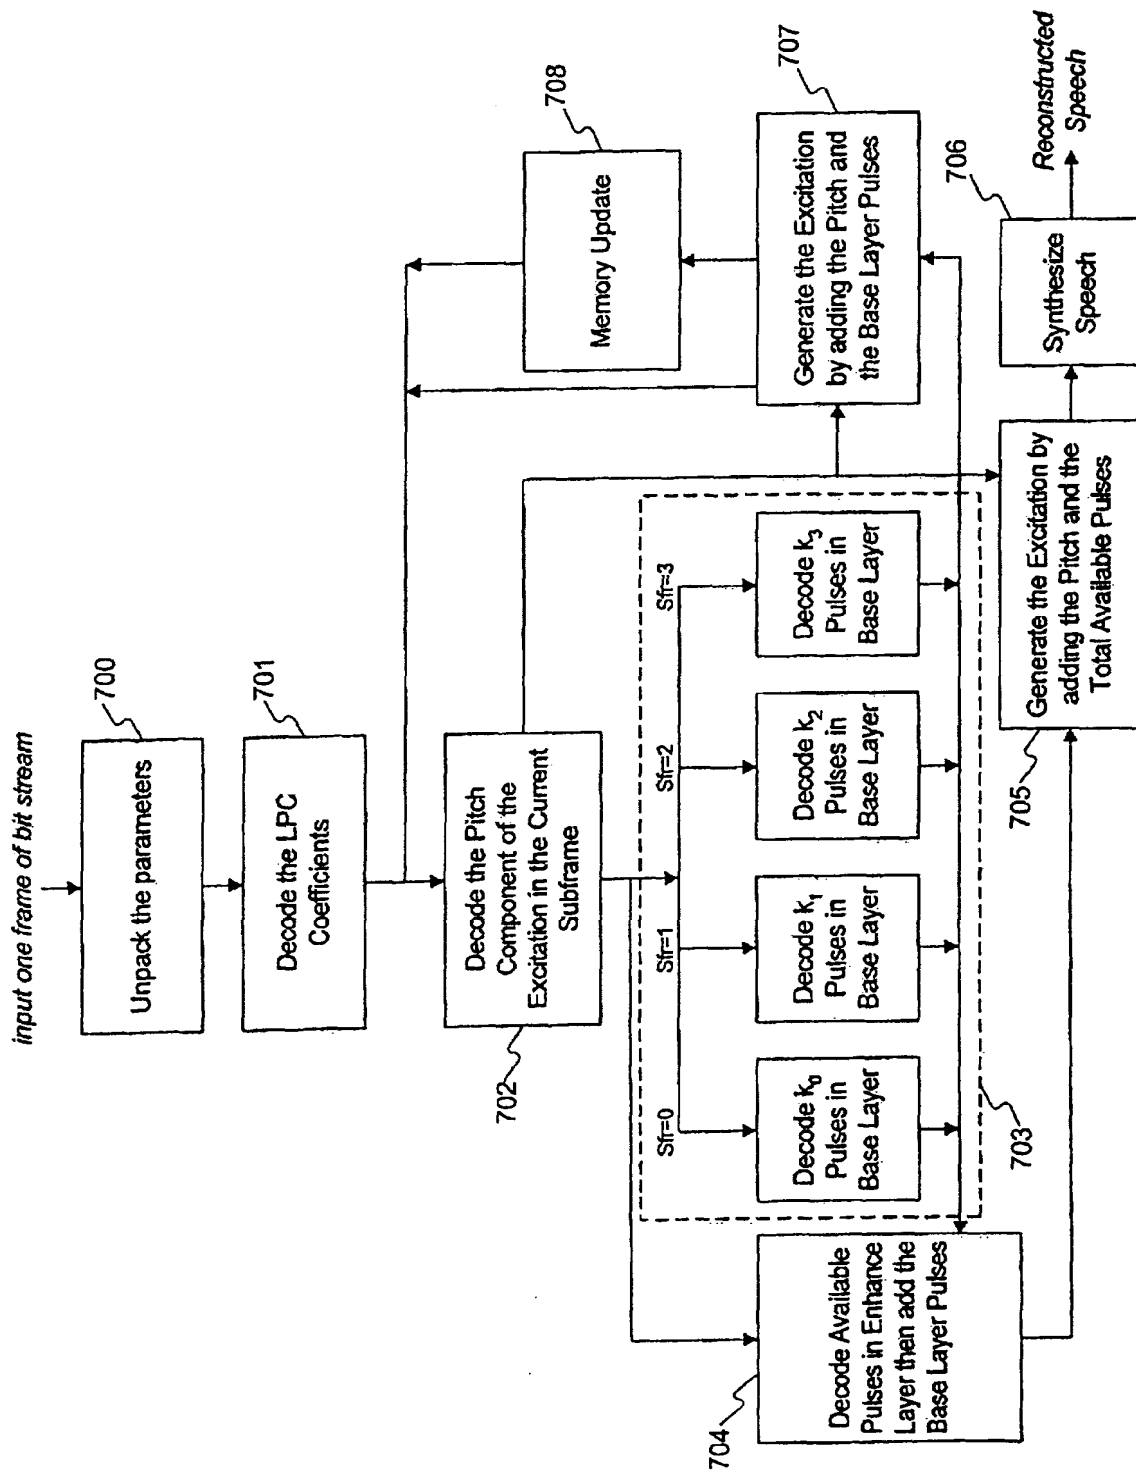 input one frame of bit stream
700
Unpack the parameters
701
Decode the LPC
Coefficients
702
Decode the Pitch
Component of the
Excitation in the Current
Subframe
708
Memory Update
707
Generate the Excitation
by adding the Pitch and
the Base Layer Pulses
Sfr=0
Sfr=1
Sfr=2
Sfr=3
Decode k0
Pulses in
Base Layer
Decode k1
Pulses in
Base Layer
Decode k2
Pulses in
Base Layer
Decode k3
Pulses in
Base Layer
703
704
Decode Available
Pulses in Enhance
Layer then add the
Base Layer Pulses
705
Generate the Excitation by
adding the Pitch and the
Total Available Pulses
706
Synthesize
Speech
Reconstructed
Speech